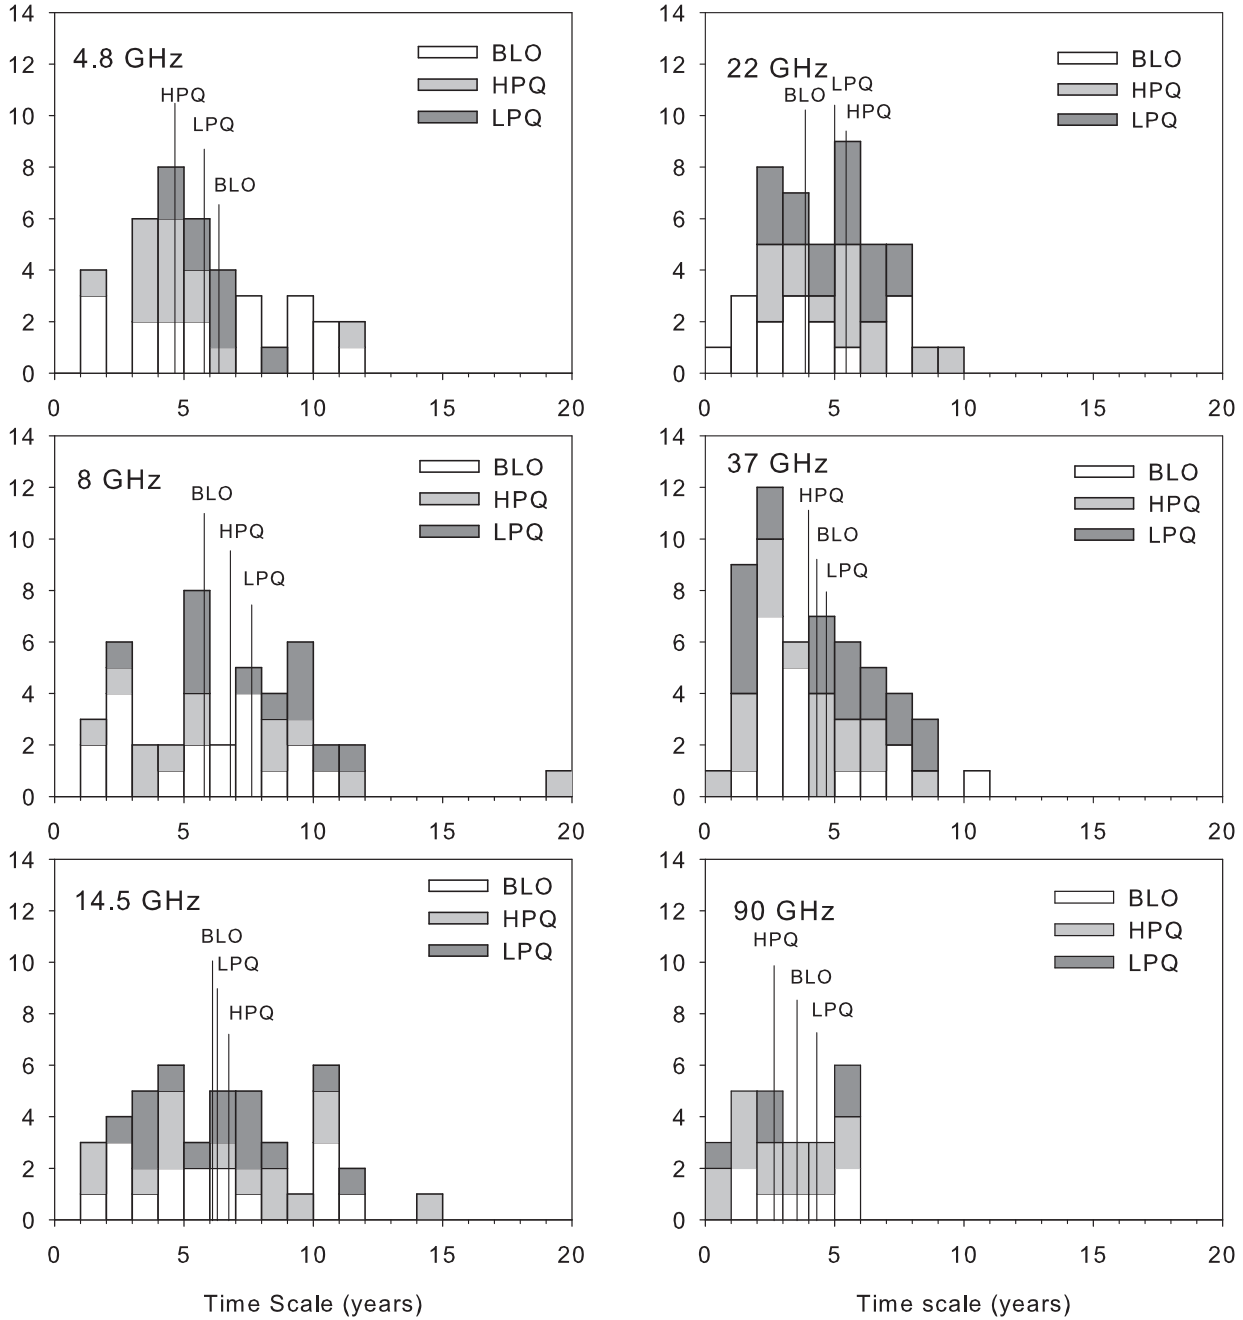 14
12
10
8
6
4
2
0
4.8 GHz
BLO
HPQ
LPQ
HPQ
LPQ
BLO
0 5 10 15 20
14
12
10
8
6
4
2
0
22 GHz
BLO
HPQ
LPQ
LPQ
BLO
HPQ
0 5 10 15 20
14
12
10
8
6
4
2
0
8 GHz
BLO
HPQ
LPQ
BLO
HPQ
LPQ
0 5 10 15 20
14
12
10
8
6
4
2
0
37 GHz
BLO
HPQ
LPQ
HPQ
BLO
LPQ
0 5 10 15 20
14
12
10
8
6
4
2
0
14.5 GHz
BLO
HPQ
LPQ
BLO
LPQ
HPQ
0 5 10 15 20
Time Scale (years)
14
12
10
8
6
4
2
0
90 GHz
BLO
HPQ
LPQ
HPQ
BLO
LPQ
0 5 10 15 20
Time scale (years)